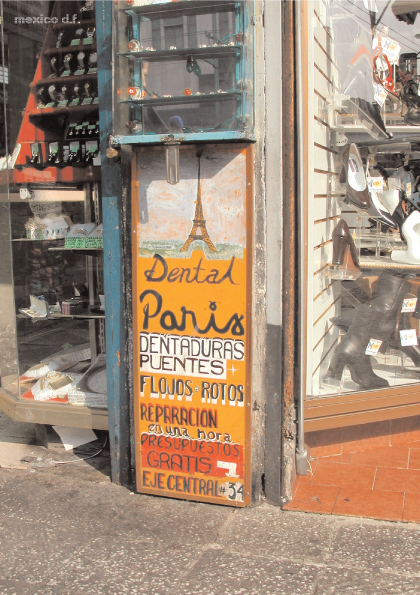 mexico d.f.
Dental
Paris
DENTADURAS
PUENTES
FLOJOS-ROTOS
REPARACION
en una hora
PRESUPUESTOS
GRATIS
EJE CENTRAL #34